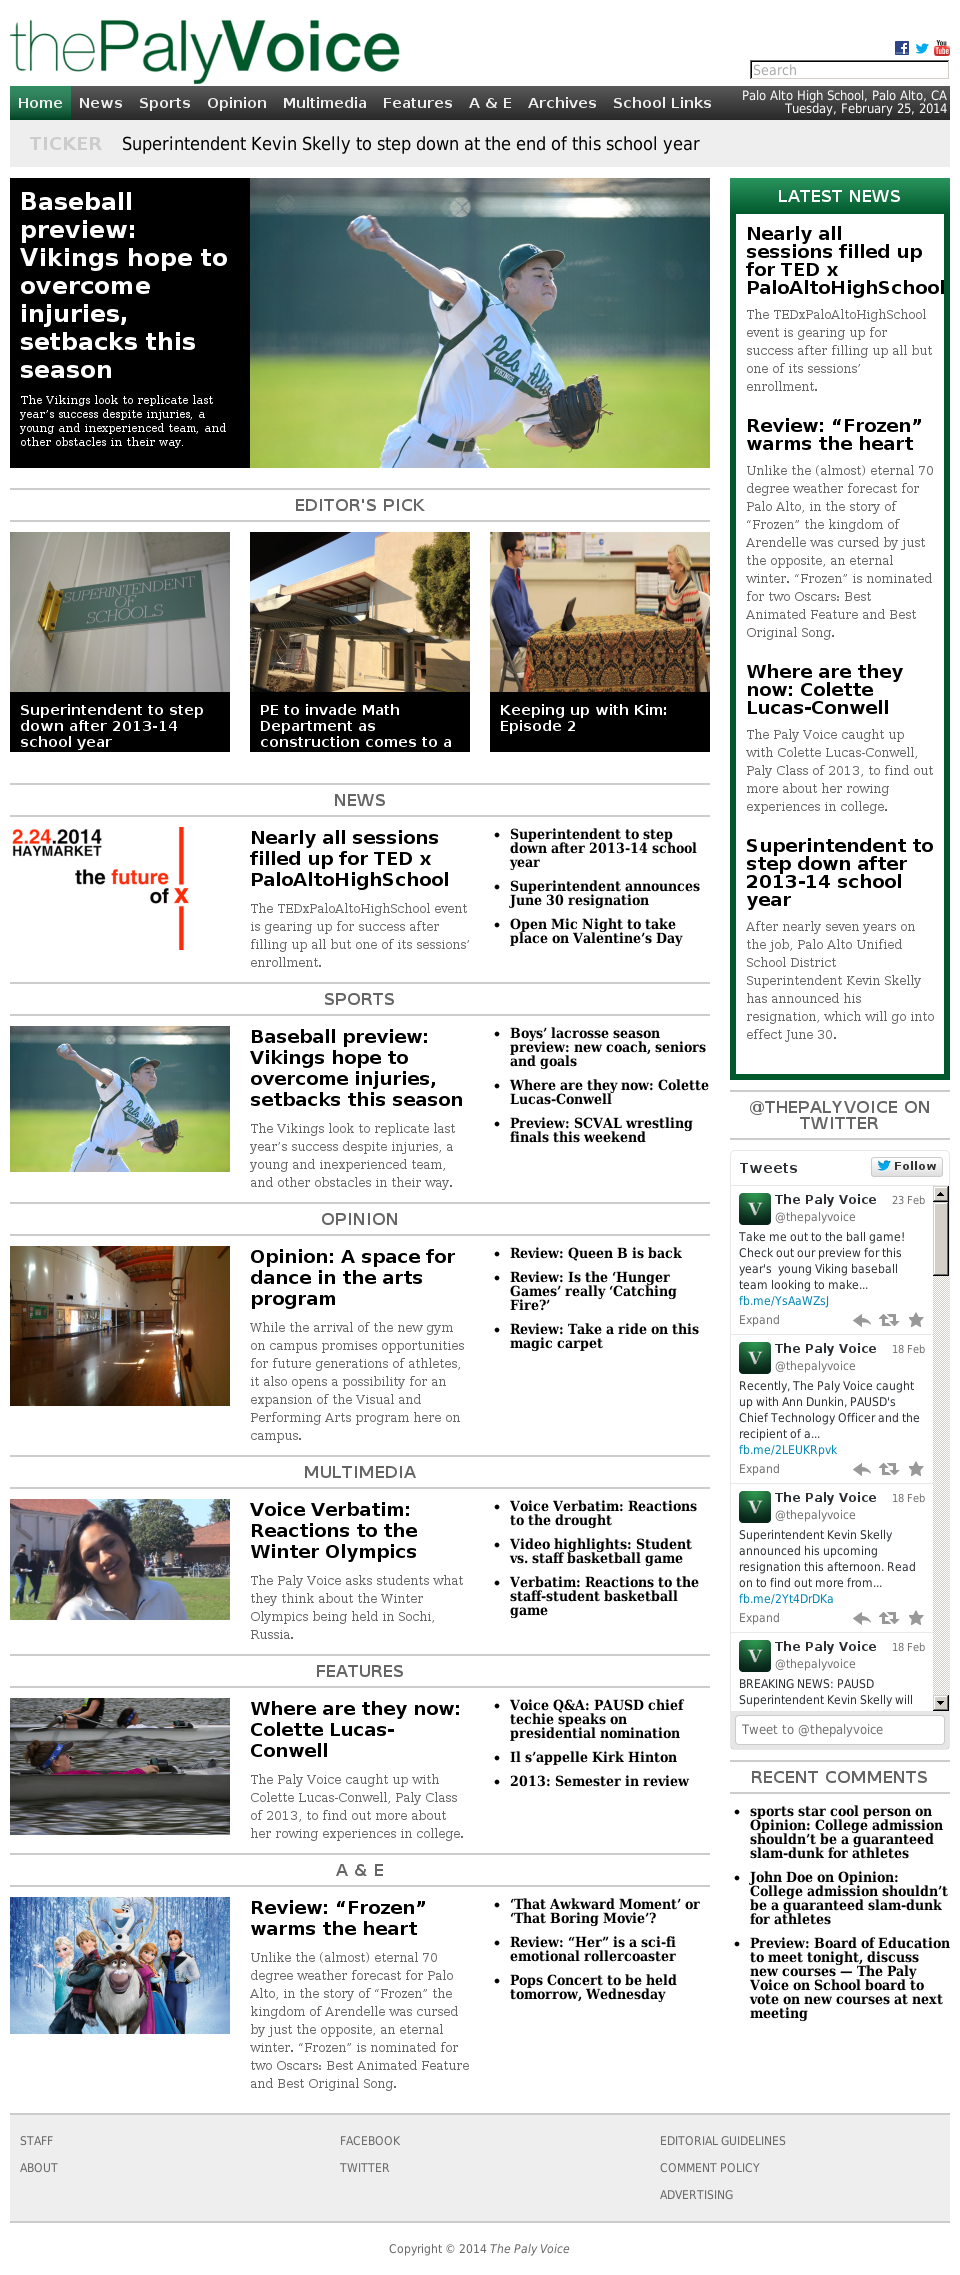 thePalyVoice
Search
Home News Sports Opinion Multimedia Features A & E Archives School Links
Palo Alto High School, Palo Alto, CA
Tuesday, February 25, 2014
TICKER Superintendent Kevin Skelly to step down at the end of this school year
Baseball
preview:
Vikings hope to
overcome
injuries,
setbacks this
season
The Vikings look to replicate last
year’s success despite injuries, a
young and inexperienced team, and
other obstacles in their way.
Palo Alto
VIKINGS
EDITOR'S PICK
SUPERINTENDENT
OF
SCHOOLS
Superintendent to step
down after 2013-14
school year
PE to invade Math
Department as
construction comes to a
Keeping up with Kim:
Episode 2
NEWS
2.24.2014
HAYMARKET
the future
of x
Nearly all sessions
filled up for TED x
PaloAltoHighSchool
The TEDxPaloAltoHighSchool event
is gearing up for success after
filling up all but one of its sessions’
enrollment.
Superintendent to step
down after 2013-14 school
year
Superintendent announces
June 30 resignation
Open Mic Night to take
place on Valentine’s Day
SPORTS
Baseball preview:
Vikings hope to
overcome injuries,
setbacks this season
The Vikings look to replicate last
year’s success despite injuries, a
young and inexperienced team,
and other obstacles in their way.
Boys’ lacrosse season
preview: new coach, seniors
and goals
Where are they now: Colette
Lucas-Conwell
Preview: SCVAL wrestling
finals this weekend
OPINION
Opinion: A space for
dance in the arts
program
While the arrival of the new gym
on campus promises opportunities
for future generations of athletes,
it also opens a possibility for an
expansion of the Visual and
Performing Arts program here on
campus.
Review: Queen B is back
Review: Is the ‘Hunger
Games’ really ‘Catching
Fire?’
Review: Take a ride on this
magic carpet
MULTIMEDIA
Voice Verbatim:
Reactions to the
Winter Olympics
The Paly Voice asks students what
they think about the Winter
Olympics being held in Sochi,
Russia.
Voice Verbatim: Reactions
to the drought
Video highlights: Student
vs. staff basketball game
Verbatim: Reactions to the
staff-student basketball
game
FEATURES
Where are they now:
Colette Lucas-
Conwell
The Paly Voice caught up with
Colette Lucas-Conwell, Paly Class
of 2013, to find out more about
her rowing experiences in college.
Voice Q&A: PAUSD chief
techie speaks on
presidential nomination
Il s’appelle Kirk Hinton
2013: Semester in review
A & E
Review: “Frozen”
warms the heart
Unlike the (almost) eternal 70
degree weather forecast for Palo
Alto, in the story of “Frozen” the
kingdom of Arendelle was cursed
by just the opposite, an eternal
winter. “Frozen” is nominated for
two Oscars: Best Animated Feature
and Best Original Song.
‘That Awkward Moment’ or
‘That Boring Movie’?
Review: “Her” is a sci-fi
emotional rollercoaster
Pops Concert to be held
tomorrow, Wednesday
LATEST NEWS
Nearly all
sessions filled up
for TED x
PaloAltoHighSchool
The TEDxPaloAltoHighSchool
event is gearing up for
success after filling up all but
one of its sessions’
enrollment.
Review: “Frozen”
warms the heart
Unlike the (almost) eternal 70
degree weather forecast for
Palo Alto, in the story of
“Frozen” the kingdom of
Arendelle was cursed by just
the opposite, an eternal
winter. “Frozen” is nominated
for two Oscars: Best
Animated Feature and Best
Original Song.
Where are they
now: Colette
Lucas-Conwell
The Paly Voice caught up
with Colette Lucas-Conwell,
Paly Class of 2013, to find out
more about her rowing
experiences in college.
Superintendent to
step down after
2013-14 school
year
After nearly seven years on
the job, Palo Alto Unified
School District
Superintendent Kevin Skelly
has announced his
resignation, which will go into
effect June 30.
@THEPALYVOICE ON
TWITTER
Tweets Follow
V The Paly Voice 23 Feb
@thepalyvoice
Take me out to the ball game!
Check out our preview for this
year's young Viking baseball
team looking to make...
fb.me/YsAaWZsJ
Expand
V The Paly Voice 18 Feb
@thepalyvoice
Recently, The Paly Voice caught
up with Ann Dunkin, PAUSD's
Chief Technology Officer and the
recipient of a...
fb.me/2LEUKRpvk
Expand
V The Paly Voice 18 Feb
@thepalyvoice
Superintendent Kevin Skelly
announced his upcoming
resignation this afternoon. Read
on to find out more from...
fb.me/2Yt4DrDKa
Expand
V The Paly Voice 18 Feb
@thepalyvoice
BREAKING NEWS: PAUSD
Superintendent Kevin Skelly will
Tweet to @thepalyvoice
RECENT COMMENTS
sports star cool person on
Opinion: College admission
shouldn’t be a guaranteed
slam-dunk for athletes
John Doe on Opinion:
College admission shouldn’t
be a guaranteed slam-dunk
for athletes
Preview: Board of Education
to meet tonight, discuss
new courses — The Paly
Voice on School board to
vote on new courses at next
meeting
STAFF FACEBOOK EDITORIAL GUIDELINES
ABOUT TWITTER COMMENT POLICY
ADVERTISING
Copyright © 2014 The Paly Voice